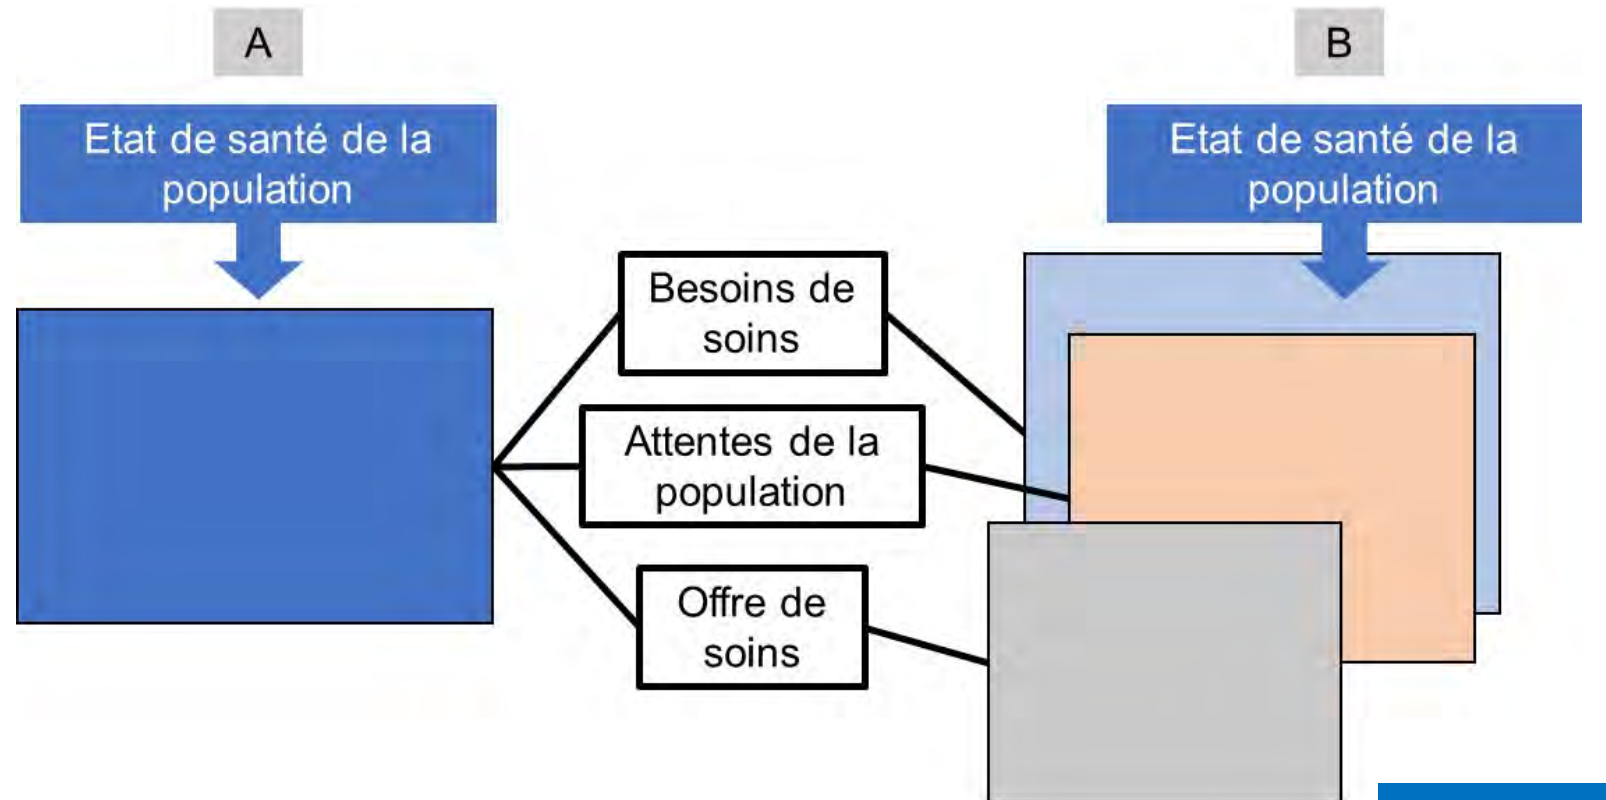 A
B
Etat de santé de la
population
Etat de santé de la
population
Besoins de
soins
Attentes de la
population
Offre de
soins